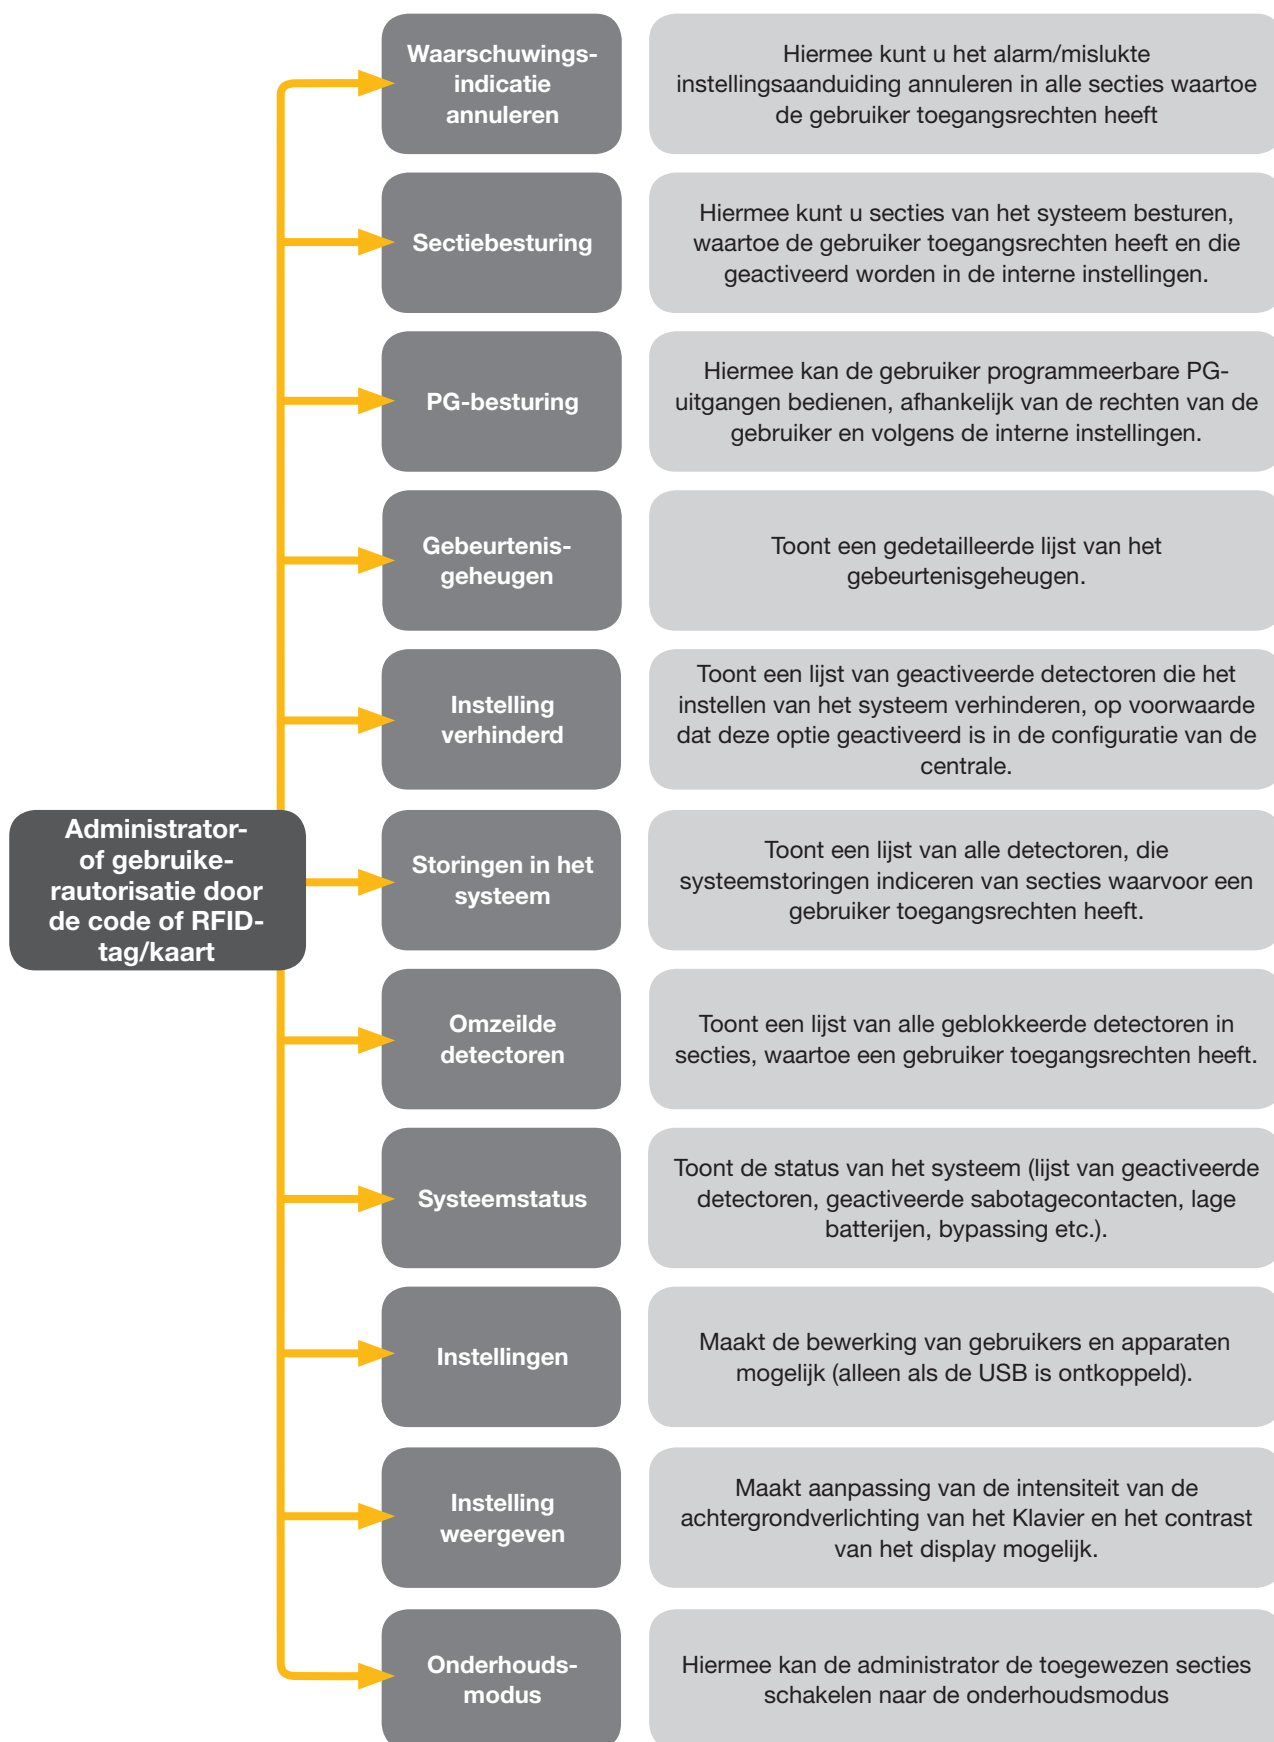 Waarschuwings-
indicatie
annuleren
Hiermee kunt u het alarm/mislukte
instellingsaanduiding annuleren in alle secties waartoe
de gebruiker toegangsrechten heeft
Sectiebesturing
Hiermee kunt u secties van het systeem besturen,
waartoe de gebruiker toegangsrechten heeft en die
geactiveerd worden in de interne instellingen.
PG-besturing
Hiermee kan de gebruiker programmeerbare PG-
uitgangen bedienen, afhankelijk van de rechten van de
gebruiker en volgens de interne instellingen.
Gebeurtenis-
geheugen
Toont een gedetailleerde lijst van het
gebeurtenisgeheugen.
Instelling
verhinderd
Toont een lijst van geactiveerde detectoren die het
instellen van het systeem verhinderen, op voorwaarde
dat deze optie geactiveerd is in de configuratie van de
centrale.
Administrator-
of gebruike-
rautorisatie door
de code of RFID-
tag/kaart
Storingen in het
systeem
Toont een lijst van alle detectoren, die
systeemstoringen indiceren van secties waarvoor een
gebruiker toegangsrechten heeft.
Omzeilde
detectoren
Toont een lijst van alle geblokkeerde detectoren in
secties, waartoe een gebruiker toegangsrechten heeft.
Systeemstatus
Toont de status van het systeem (lijst van geactiveerde
detectoren, geactiveerde sabotagecontacten, lage
batterijen, bypassing etc.).
Instellingen
Maakt de bewerking van gebruikers en apparaten
mogelijk (alleen als de USB is ontkoppeld).
Instelling
weergeven
Maakt aanpassing van de intensiteit van de
achtergrondverlichting van het Klavier en het contrast
van het display mogelijk.
Onderhouds-
modus
Hiermee kan de administrator de toegewezen secties
schakelen naar de onderhoudsmodus